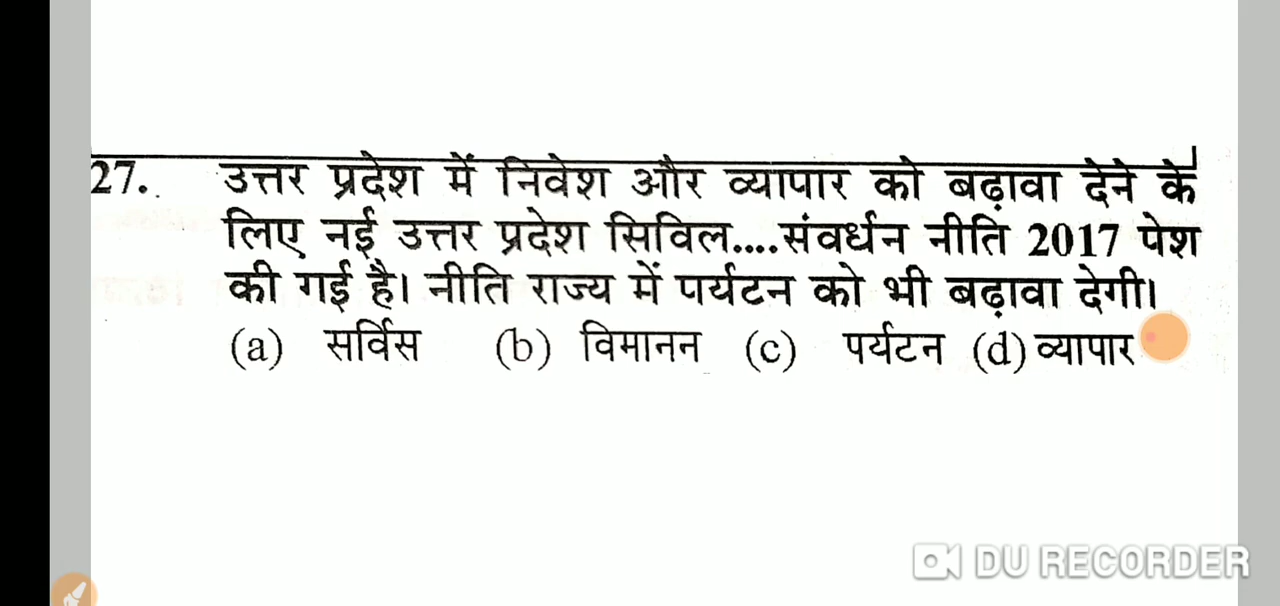 27. उत्तर प्रदेश में निवेश और व्यापार को बढ़ावा देने के
लिए नई उत्तर प्रदेश सिविल....संवर्धन नीति 2017 पेश
की गई है। नीति राज्य में पर्यटन को भी बढ़ावा देगी।
(a) सर्विस (b) विमानन (c) पर्यटन (d) व्यापार
DU RECORDER